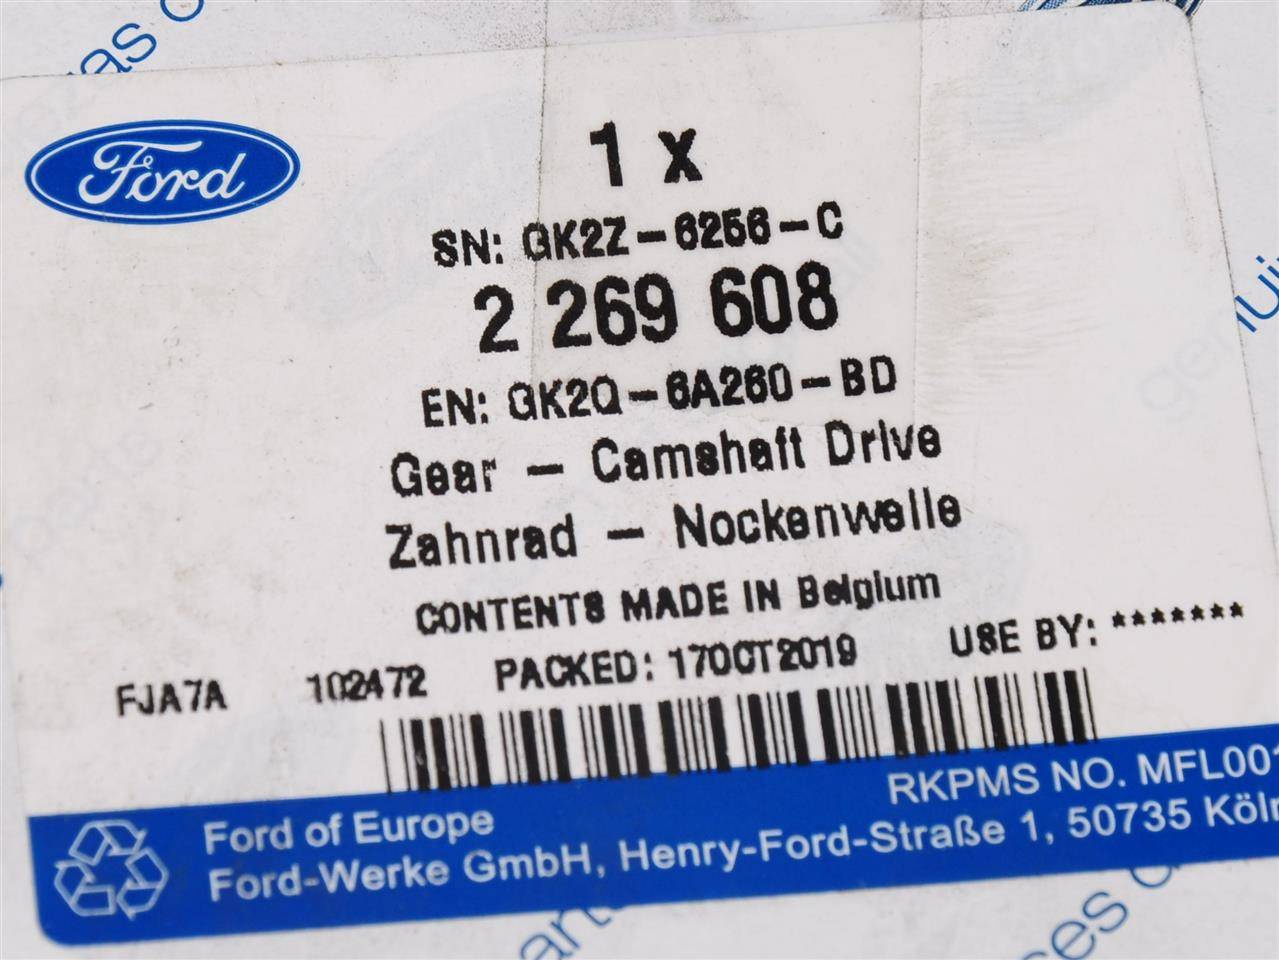 Ford
1 x
SN: GK2Z-6256-C
2 269 608
EN: GK2Q-6A260-BD
Gear - Camshaft Drive
Zahnrad - Nockenwelle
CONTENTS MADE IN Belgium
FJA7A 102472 PACKED: 17OCT2019 USE BY: *******
RKPMS NO. MFL001
Ford of Europe
Ford-Werke GmbH, Henry-Ford-Straße 1, 50735 Köln